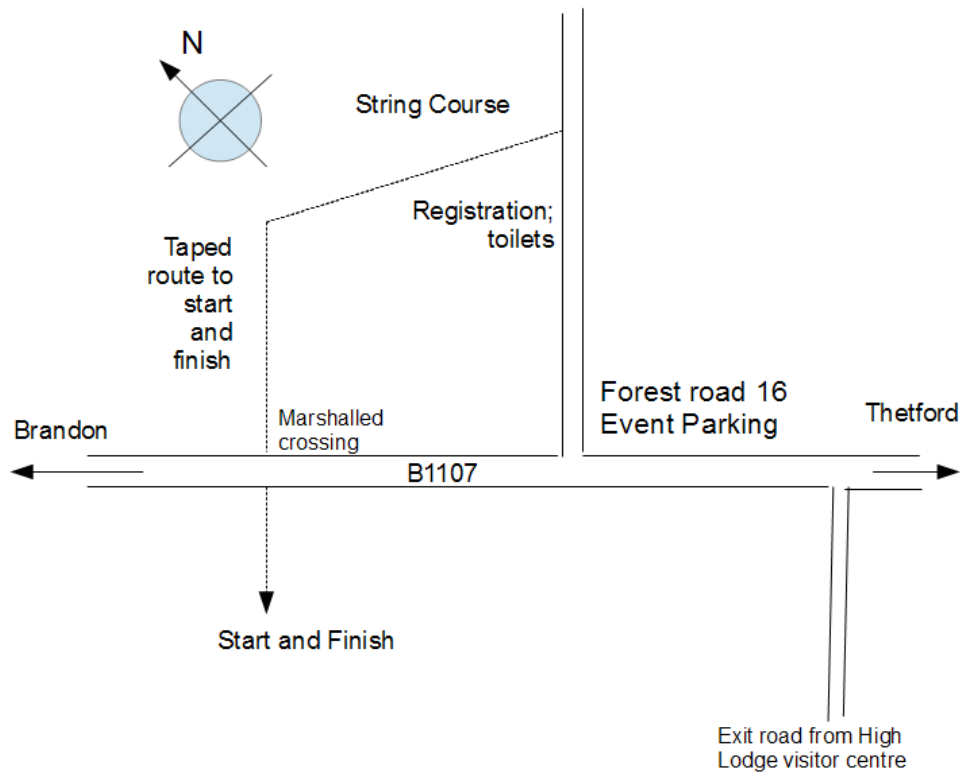 N
String Course
Registration;
toilets
Taped
route to
start
and
finish
Forest road 16
Event Parking
Thetford
Marshalled
crossing
Brandon
B1107
Start and Finish
Exit road from High
Lodge visitor centre